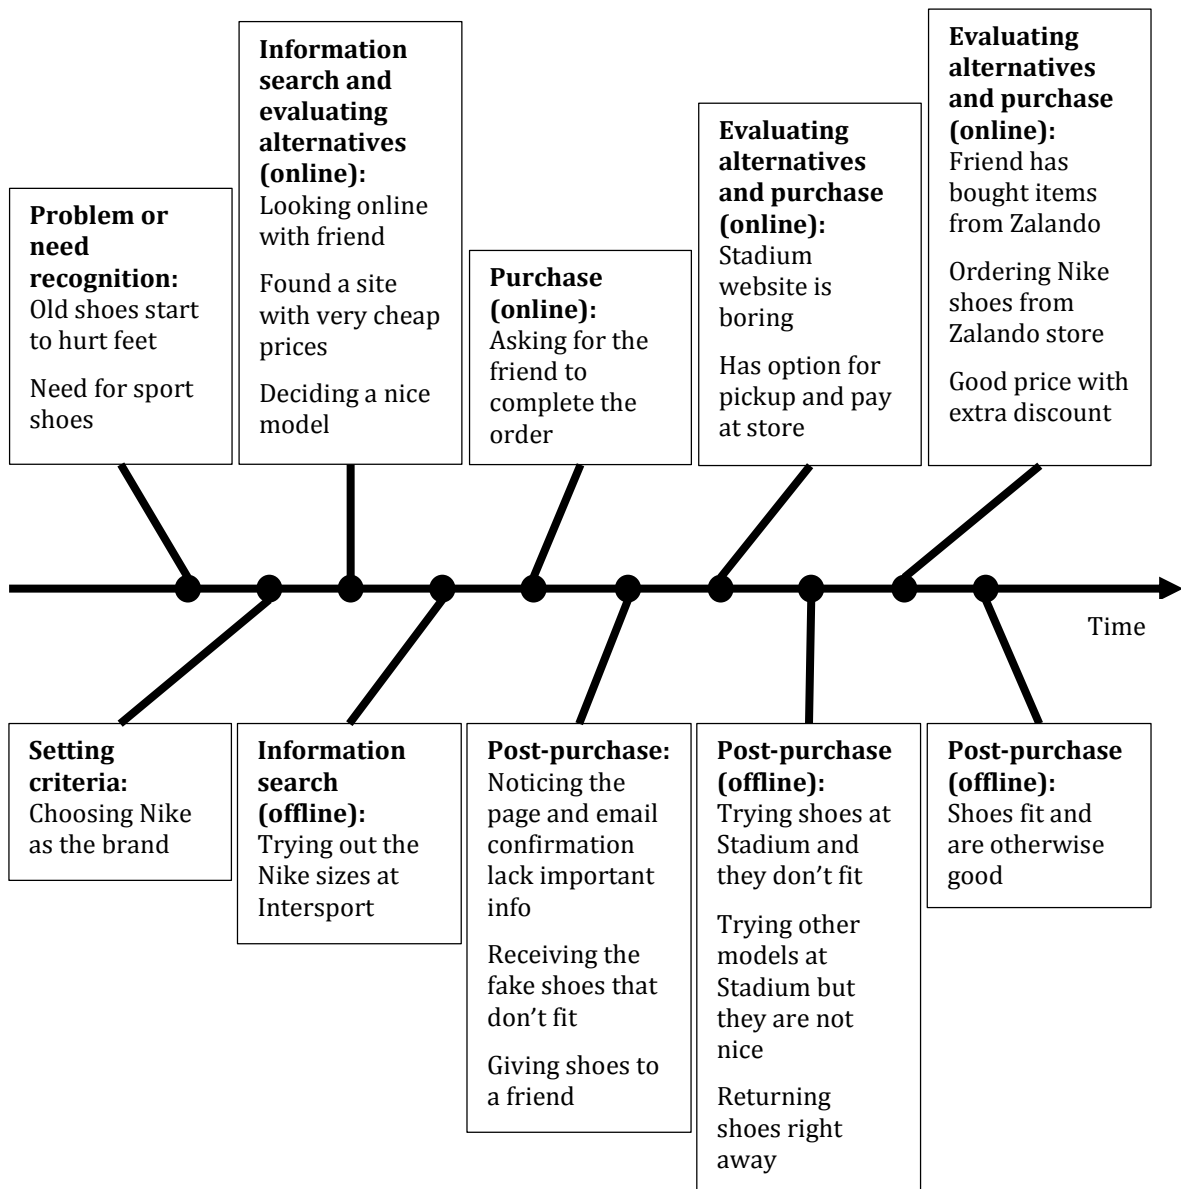 Problem or
need
recognition:
Old shoes start
to hurt feet
Need for sport
shoes
Information
search and
evaluating
alternatives
(online):
Looking online
with friend
Found a site
with very cheap
prices
Deciding a nice
model
Purchase
(online):
Asking for the
friend to
complete the
order
Evaluating
alternatives
and purchase
(online):
Stadium
website is
boring
Has option for
pickup and pay
at store
Evaluating
alternatives
and purchase
(online):
Friend has
bought items
from Zalando
Ordering Nike
shoes from
Zalando store
Good price with
extra discount
Time
Setting
criteria:
Choosing Nike
as the brand
Information
search
(offline):
Trying out the
Nike sizes at
Intersport
Post-purchase:
Noticing the
page and email
confirmation
lack important
info
Receiving the
fake shoes that
don’t fit
Giving shoes to
a friend
Post-purchase
(offline):
Trying shoes at
Stadium and
they don’t fit
Trying other
models at
Stadium but
they are not
nice
Returning
shoes right
away
Post-purchase
(offline):
Shoes fit and
are otherwise
good